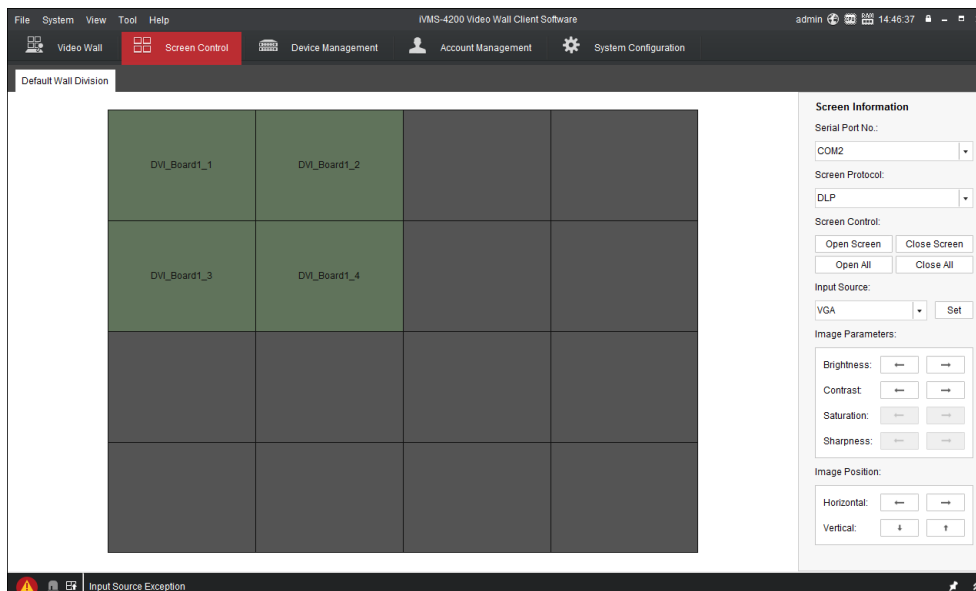 File System View Tool Help iVMS-4200 Video Wall Client Software admin 14:46:37
Video Wall Screen Control Device Management Account Management System Configuration
Default Wall Division
DVI_Board1_1 DVI_Board1_2
DVI_Board1_3 DVI_Board1_4
Screen Information
Serial Port No.:
COM2
Screen Protocol:
DLP
Screen Control:
Open Screen Close Screen
Open All Close All
Input Source:
VGA Set
Image Parameters:
Brightness:
Contrast:
Saturation:
Sharpness:
Image Position:
Horizontal:
Vertical:
Input Source Exception